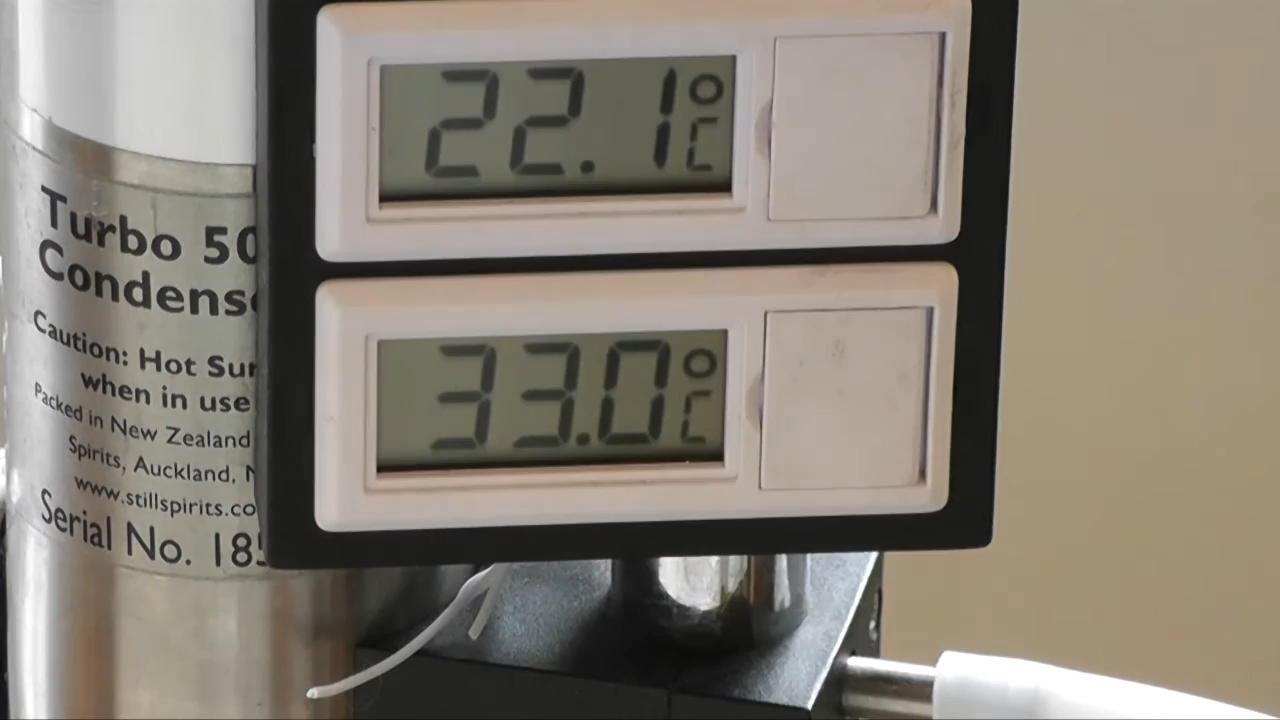 22.1°C
33.0°C
Turbo 50
Condens
Caution: Hot Sur
when in use
Packed in New Zealand
Spirits, Auckland, N
www.stillspirits.co
Serial No. 18